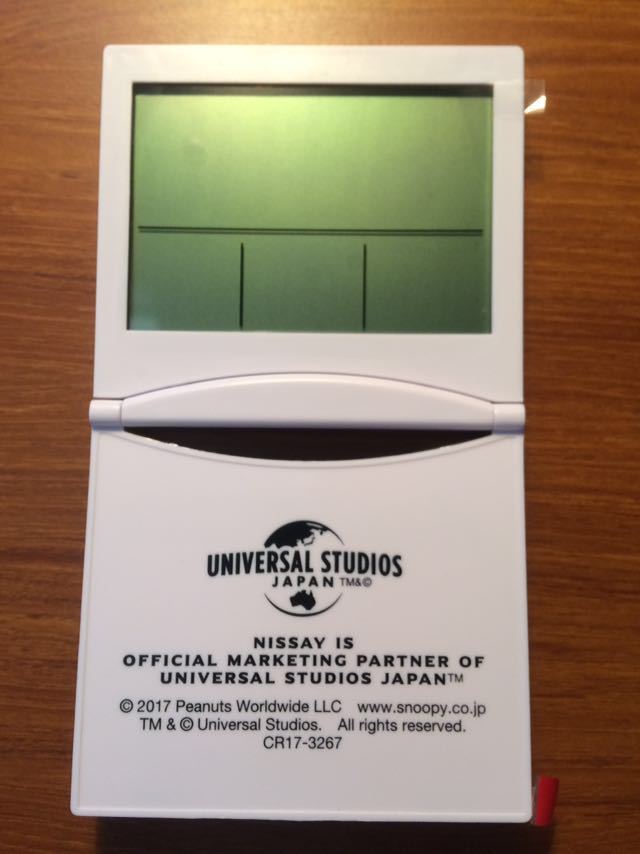 UNIVERSAL STUDIOS
JAPAN TM&©
NISSAY IS
OFFICIAL MARKETING PARTNER OF
UNIVERSAL STUDIOS JAPAN™
© 2017 Peanuts Worldwide LLC www.snoopy.co.jp
TM & © Universal Studios. All rights reserved.
CR17-3267